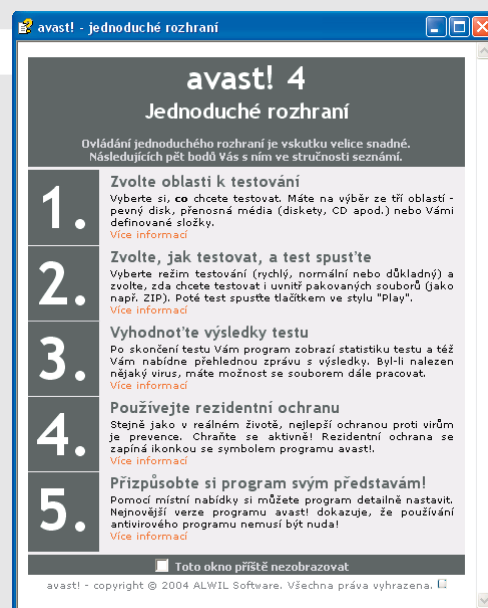 avast! - jednoduché rozhraní
avast! 4
Jednoduché rozhraní
Ovládání jednoduchého rozhraní je vskutku velice snadné.
Následujících pět bodů Vás s ním ve stručnosti seznámí.
1.
Zvolte oblasti k testování
Vyberte si, co chcete testovat. Máte na výběr ze tří oblastí -
pevný disk, přenosná média (diskety, CD apod.) nebo Vámi
definované složky.
Více informací
2.
Zvolte, jak testovat, a test spusťte
Vyberte režim testování (rychlý, normální nebo důkladný) a
zvolte, zda chcete testovat i uvnitř pakovaných souborů (jako
např. ZIP). Poté test spusťte tlačítkem ve stylu "Play".
Více informací
3.
Vyhodnoťte výsledky testu
Po skončení testu Vám program zobrazí statistiku testu a též
Vám nabídne přehlednou zprávu s výsledky. Byl-li nalezen
nějaký virus, máte možnost se souborem dále pracovat.
Více informací
4.
Používejte rezidentní ochranu
Stejně jako v reálném životě, nejlepší ochranou proti virům
je prevence. Chraňte se aktivně! Rezidentní ochrana se
zapíná ikonkou se symbolem programu avast!.
Více informací
5.
Přizpůsobte si program svým představám!
Pomocí místní nabídky si můžete program detailně nastavit.
Nejnovější verze programu avast! dokazuje, že používání
antivirového programu nemusí být nuda!
Více informací
Toto okno příště nezobrazovat
avast! - copyright © 2004 ALWIL Software. Všechna práva vyhrazena.